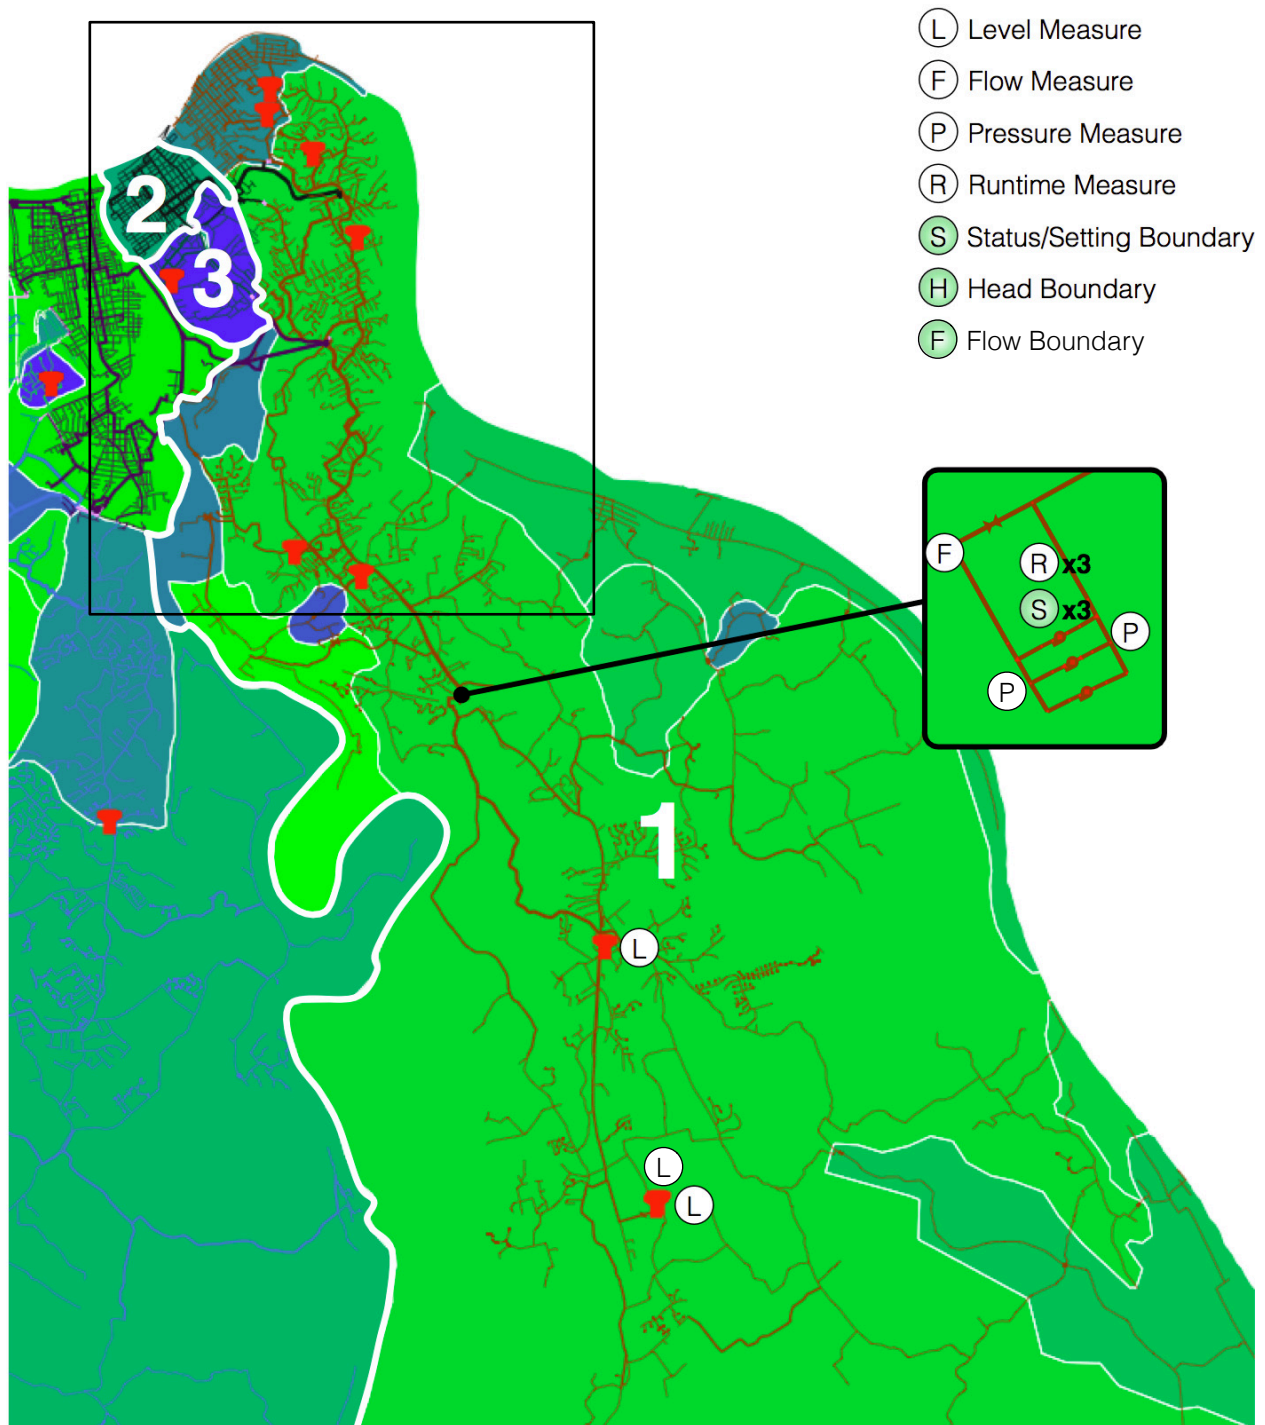 L Level Measure
F Flow Measure
P Pressure Measure
R Runtime Measure
S Status/Setting Boundary
H Head Boundary
F Flow Boundary
2
3
F
R x3
S x3
P
P
1
L
L
L